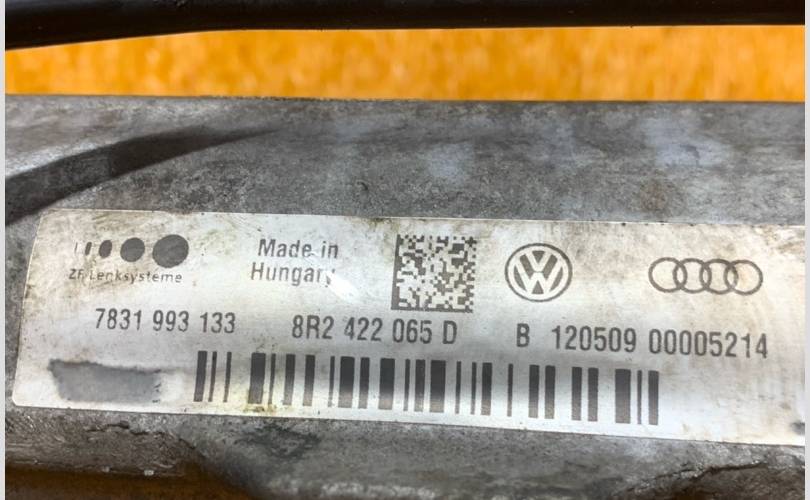 ZF Lenksysteme
Made in
Hungary
7831 993 133 8R2 422 065 D B 120509 00005214